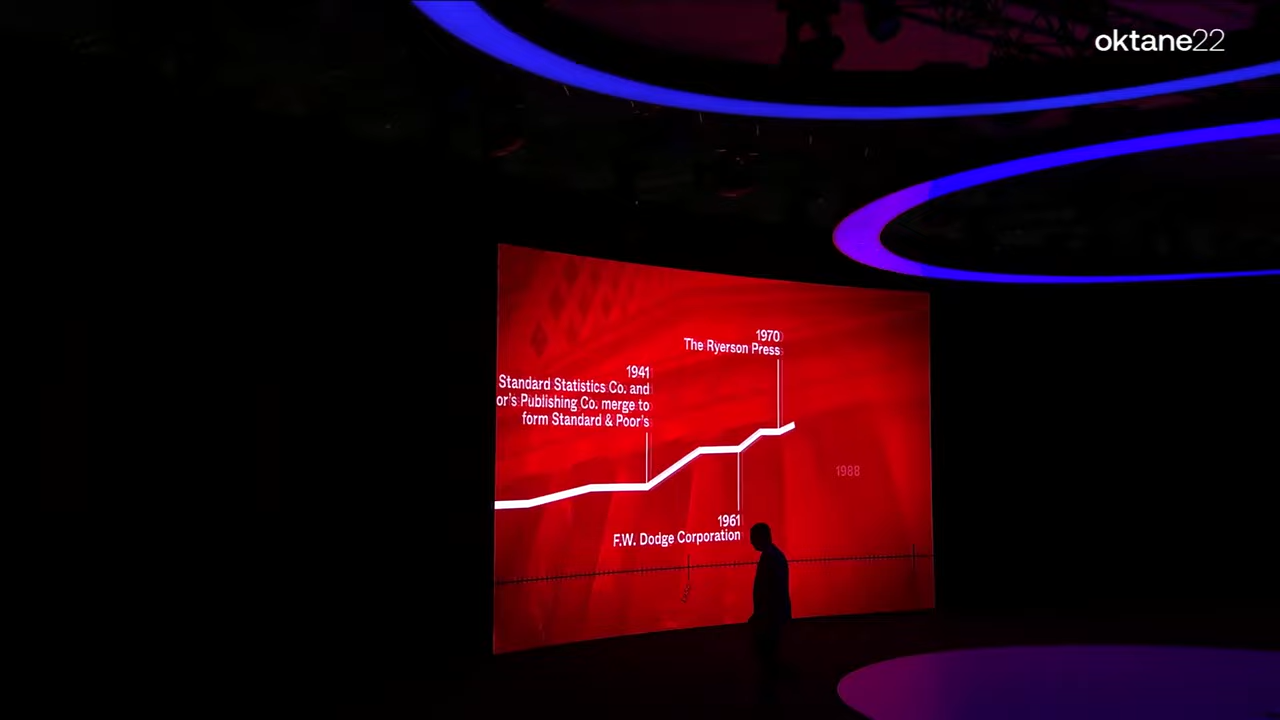 oktane22
1970
The Ryerson Press
1941
Standard Statistics Co. and
or's Publishing Co. merge to
form Standard & Poor's
1988
1961
F.W. Dodge Corporation